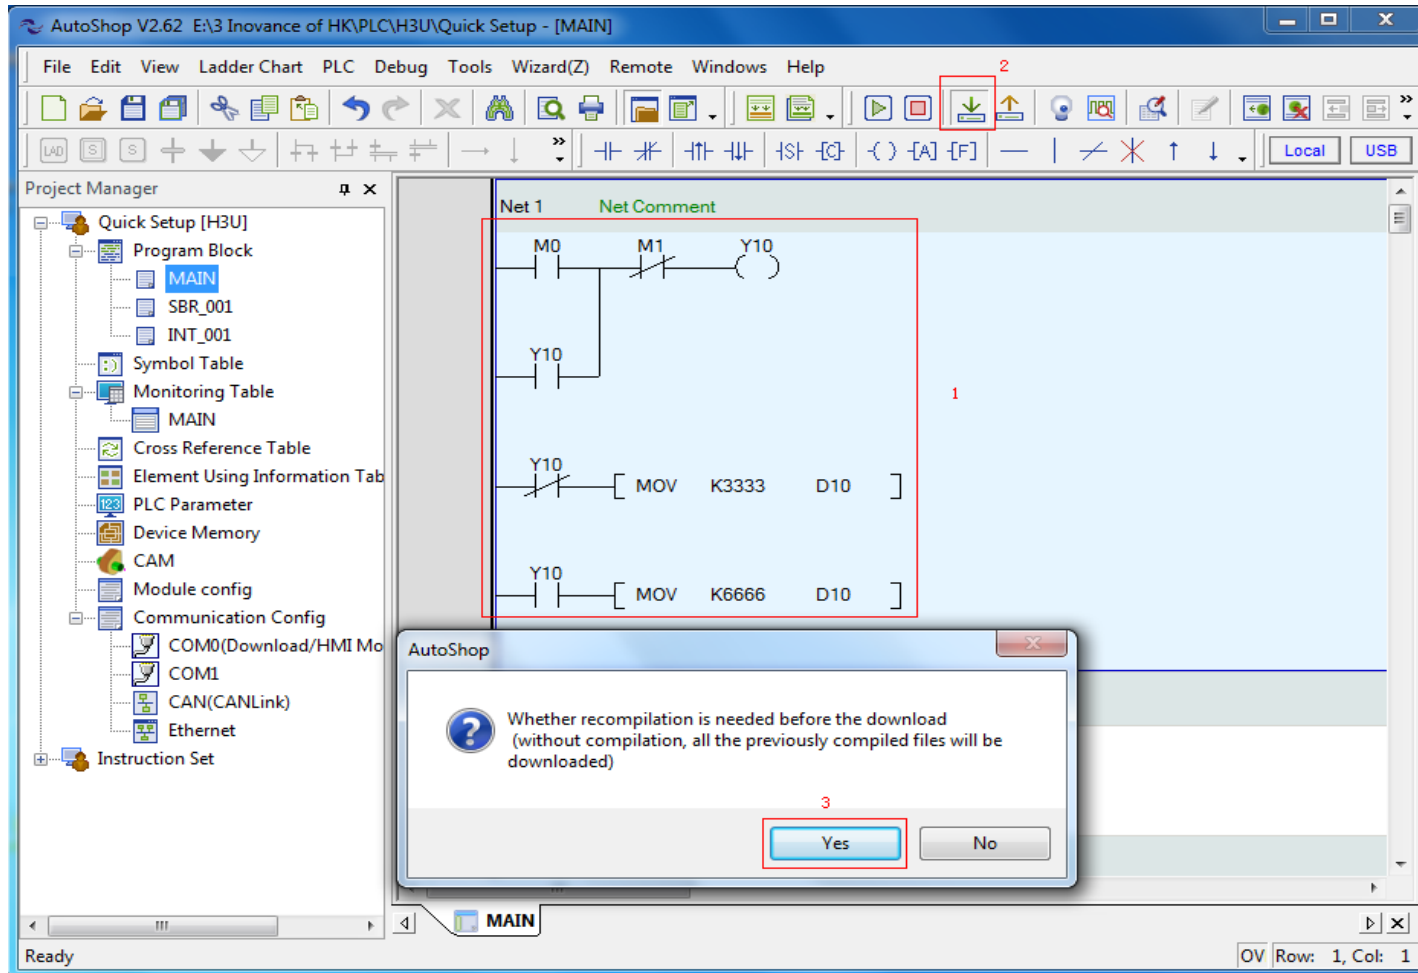 AutoShop V2.62 E:\3 Inovance of HK\PLC\H3U\Quick Setup - [MAIN]
File Edit View Ladder Chart PLC Debug Tools Wizard(Z) Remote Windows Help
2
LAD S S S C A F Local USB
Project Manager
Quick Setup [H3U]
Program Block
MAIN
SBR_001
INT_001
Symbol Table
Monitoring Table
MAIN
Cross Reference Table
Element Using Information Tab
PLC Parameter
123
Device Memory
CAM
Module config
Communication Config
COM0(Download/HMI Mo
COM1
CAN(CANLink)
Ethernet
Instruction Set
Net 1 Net Comment
M0 M1 Y10
Y10
1
Y10
[ MOV K3333 D10 ]
Y10
[ MOV K6666 D10 ]
AutoShop
Whether recompilation is needed before the download
(without compilation, all the previously compiled files will be
downloaded)
3
Yes No
MAIN
Ready OV Row: 1, Col: 1